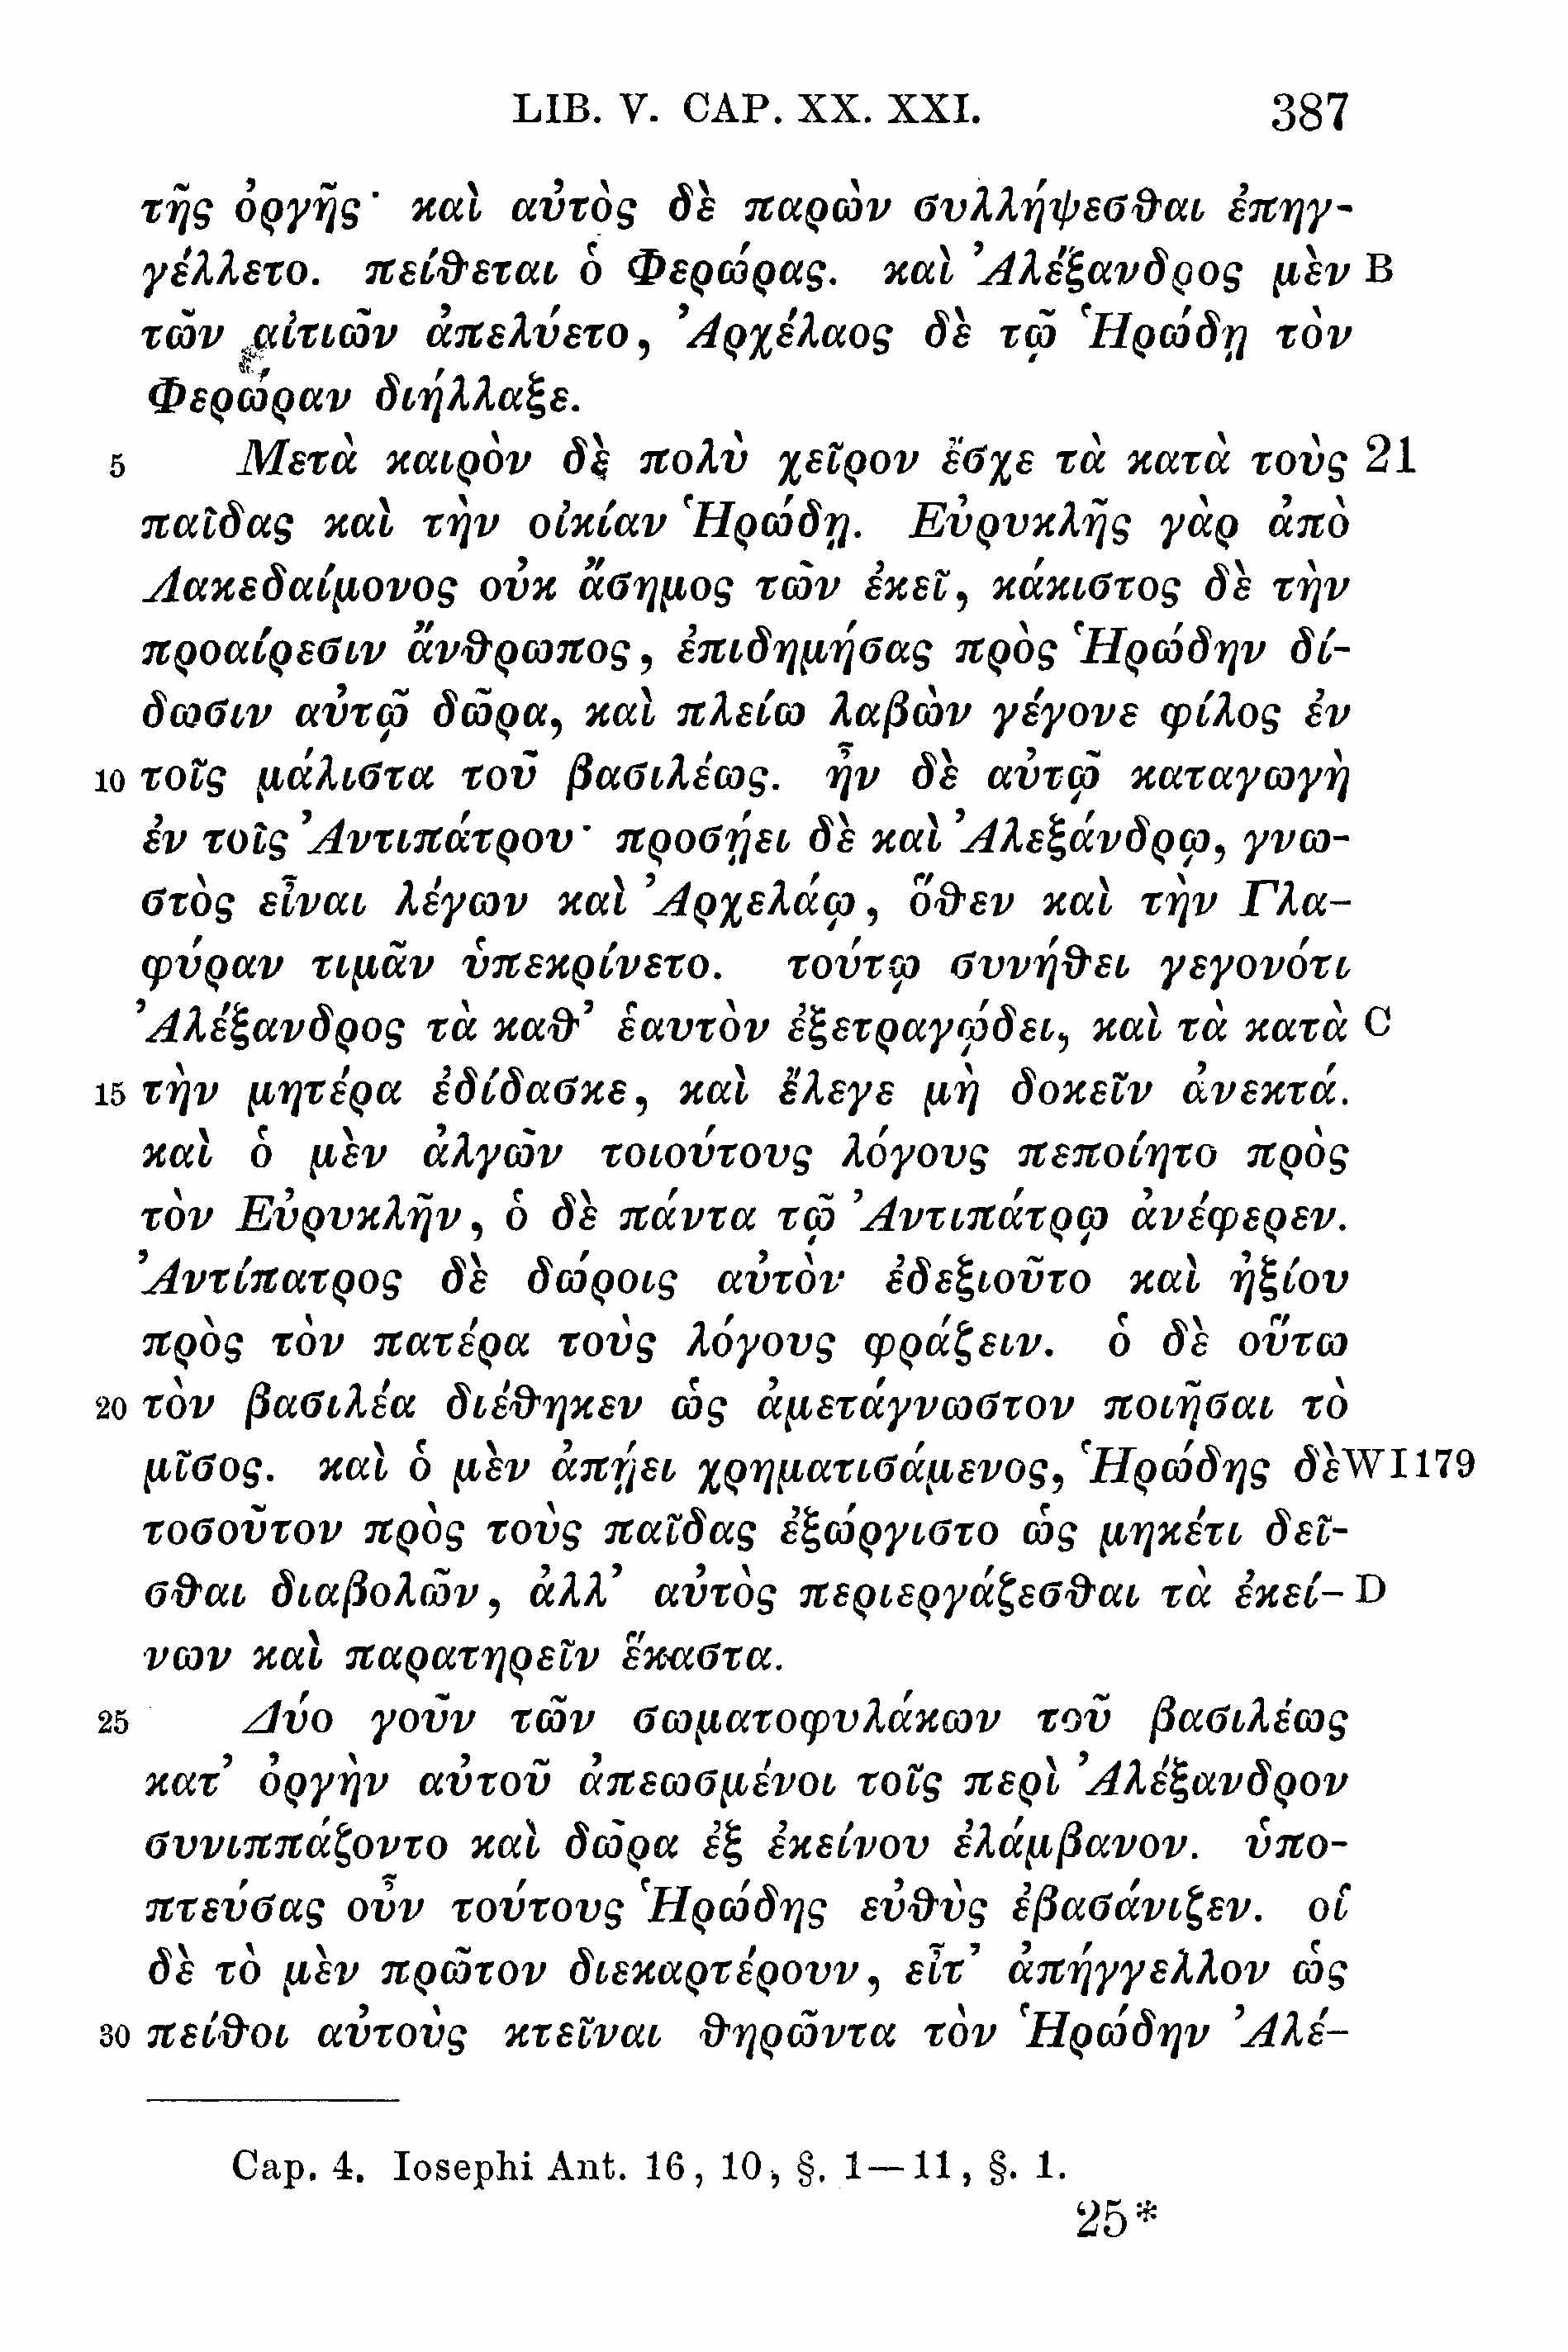 LIB. V. CAP. XX. XXI. 387
τῆς ὀργῆς· καὶ αὐτὸς δὲ παρὼν συλλήψεσθαι ἐπηγ-
γέλλετο. πείθεται ὁ Φερώρας. καὶ Ἀλέξανδρος μὲν B
τῶν αἰτιῶν ἀπελύετο, Ἀρχέλαος δὲ τῷ Ἡρώδῃ τὸν
Φερώραν διήλλαξε.
5 Μετὰ καιρὸν δὲ πολὺ χεῖρον ἔσχε τὰ κατὰ τοὺς 21
παῖδας καὶ τὴν οἰκίαν Ἡρώδῃ. Εὐρυκλῆς γὰρ ἀπὸ
Λακεδαίμονος οὐκ ἄσημος τῶν ἐκεῖ, κάκιστος δὲ τὴν
προαίρεσιν ἄνθρωπος, ἐπιδημήσας πρὸς Ἡρώδην δί-
δωσιν αὐτῷ δῶρα, καὶ πλείω λαβὼν γέγονε φίλος ἐν
10 τοῖς μάλιστα τοῦ βασιλέως. ἦν δὲ αὐτῷ καταγωγὴ
ἐν τοῖς Ἀντιπάτρου· προσῄει δὲ καὶ Ἀλεξάνδρῳ, γνω-
στὸς εἶναι λέγων καὶ Ἀρχελάῳ, ὅθεν καὶ τὴν Γλα-
φύραν τιμᾶν ὑπεκρίνετο. τούτῳ συνήθει γεγονότι
Ἀλέξανδρος τὰ καθ’ ἑαυτὸν ἐξετραγῴδει, καὶ τὰ κατὰ C
15 τὴν μητέρα ἐδίδασκε, καὶ ἔλεγε μὴ δοκεῖν ἀνεκτά.
καὶ ὁ μὲν ἀλγῶν τοιούτους λόγους πεποίητο πρὸς
τὸν Εὐρυκλῆν, ὁ δὲ πάντα τῷ Ἀντιπάτρῳ ἀνέφερεν.
Ἀντίπατρος δὲ δώροις αὐτὸν ἐδεξιοῦτο καὶ ἠξίου
πρὸς τὸν πατέρα τοὺς λόγους φράζειν. ὁ δὲ οὕτω
20 τὸν βασιλέα διέθηκεν ὡς ἀμετάγνωστον ποιῆσαι τὸ
μῖσος. καὶ ὁ μὲν ἀπῄει χρηματισάμενος, Ἡρώδης δὲ WI179
τοσοῦτον πρὸς τοὺς παῖδας ἐξώργιστο ὡς μηκέτι δεῖ-
σθαι διαβολῶν, ἀλλ’ αὐτὸς περιεργάζεσθαι τὰ ἐκεί- D
νων καὶ παρατηρεῖν ἕκαστα.
25 Δύο γοῦν τῶν σωματοφυλάκων τοῦ βασιλέως
κατ’ ὀργὴν αὐτοῦ ἀπεωσμένοι τοῖς περὶ Ἀλέξανδρον
συνιππάζοντο καὶ δῶρα ἐξ ἐκείνου ἐλάμβανον. ὑπο-
πτεύσας οὖν τούτους Ἡρώδης εὐθὺς ἐβασάνιζεν. οἱ
δὲ τὸ μὲν πρῶτον διεκαρτέρουν, εἶτ’ ἀπήγγελλον ὡς
30 πείθοι αὐτοὺς κτεῖναι θηρῶντα τὸν Ἡρώδην Ἀλέ-
Cap. 4. Iosephi Ant. 16, 10, §. 1—11, §. 1.
25*